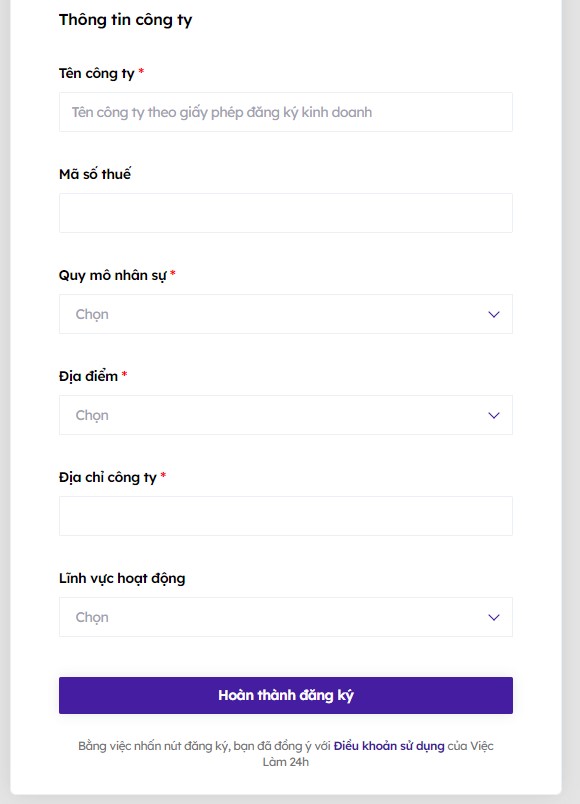 Thông tin công ty
Tên công ty *
Tên công ty theo giấy phép đăng ký kinh doanh
Mã số thuế
Quy mô nhân sự *
Chọn
Địa điểm *
Chọn
Địa chỉ công ty *
Lĩnh vực hoạt động
Chọn
Hoàn thành đăng ký
Bằng việc nhấn nút đăng ký, bạn đã đồng ý với Điều khoản sử dụng của Việc
Làm 24h